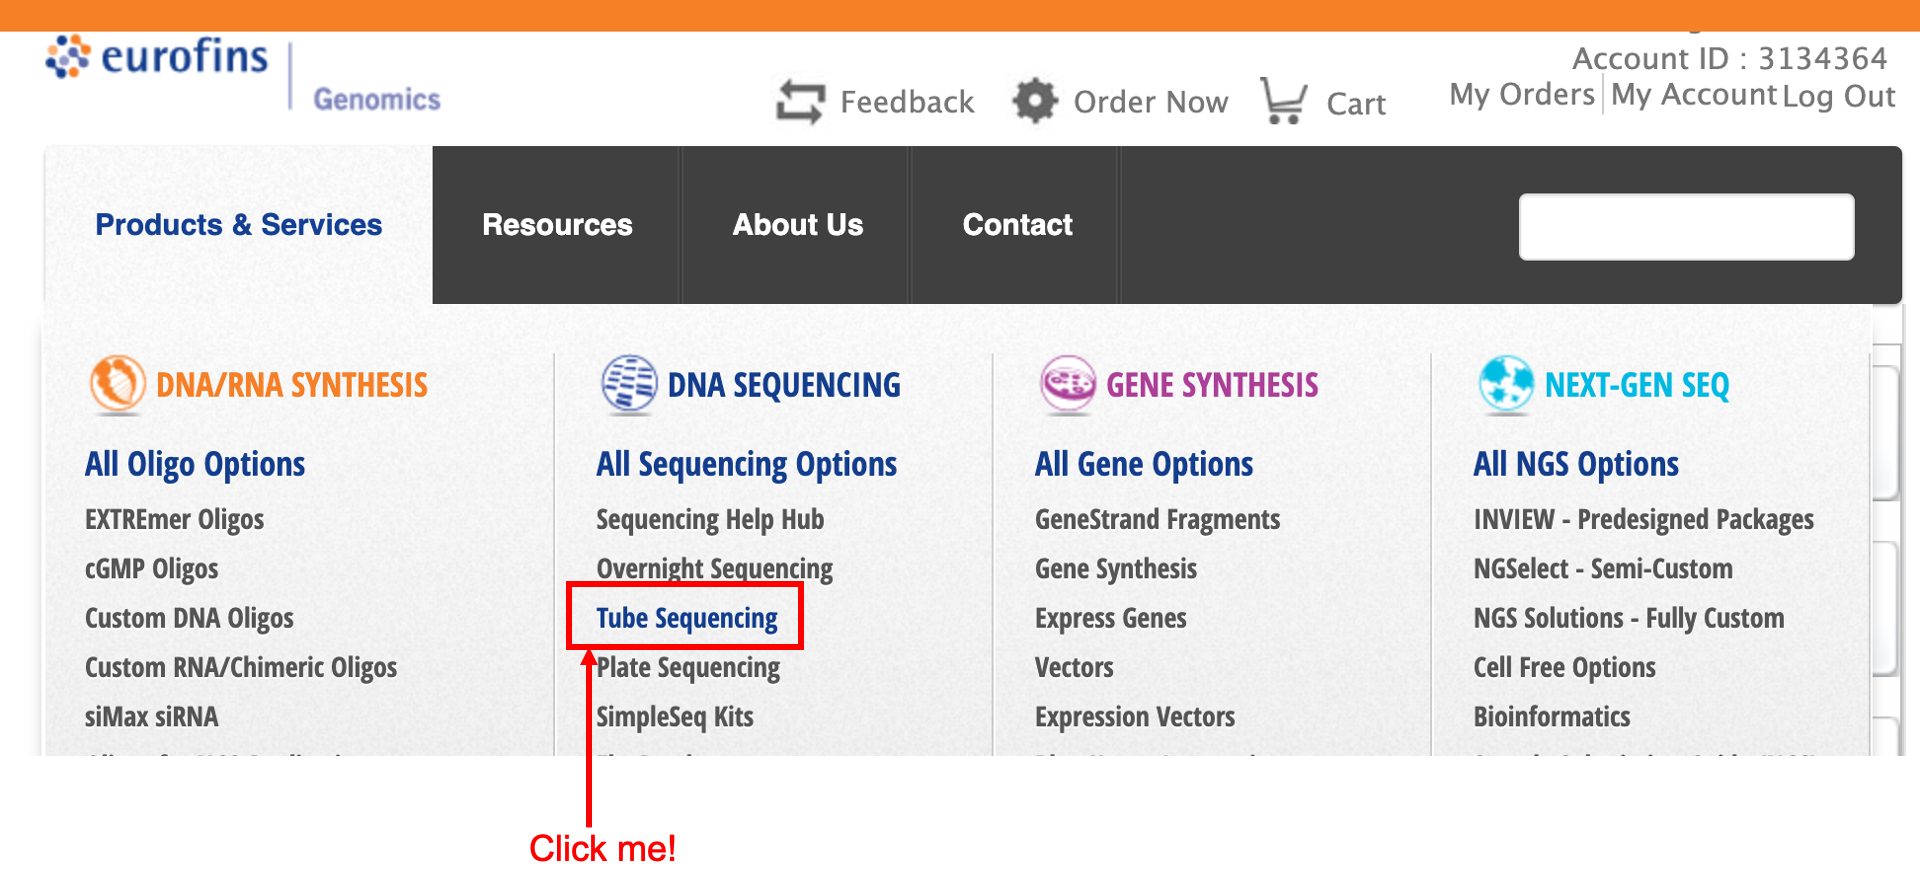 eurofins
Genomics
Feedback
Order Now
Cart
Account ID : 3134364
My Orders
My Account
Log Out
Products & Services
Resources
About Us
Contact
DNA/RNA SYNTHESIS
All Oligo Options
EXTREmer Oligos
cGMP Oligos
Custom DNA Oligos
Custom RNA/Chimeric Oligos
siMax siRNA
DNA SEQUENCING
All Sequencing Options
Sequencing Help Hub
Overnight Sequencing
Tube Sequencing
Plate Sequencing
SimpleSeq Kits
GENE SYNTHESIS
All Gene Options
GeneStrand Fragments
Gene Synthesis
Express Genes
Vectors
Expression Vectors
NEXT-GEN SEQ
All NGS Options
INVIEW - Predesigned Packages
NGSelect - Semi-Custom
NGS Solutions - Fully Custom
Cell Free Options
Bioinformatics
Click me!